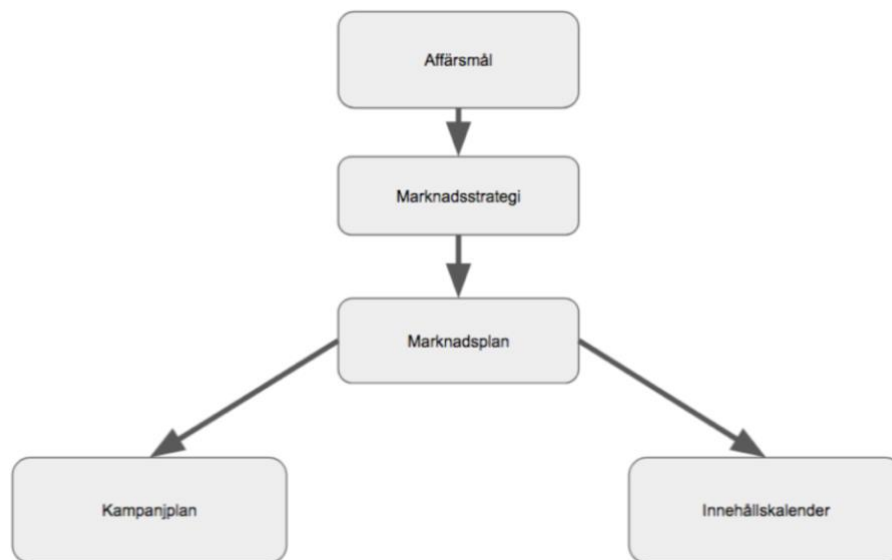 Affärsmål
Marknadsstrategi
Marknadsplan
Kampanjplan
Innehållskalender